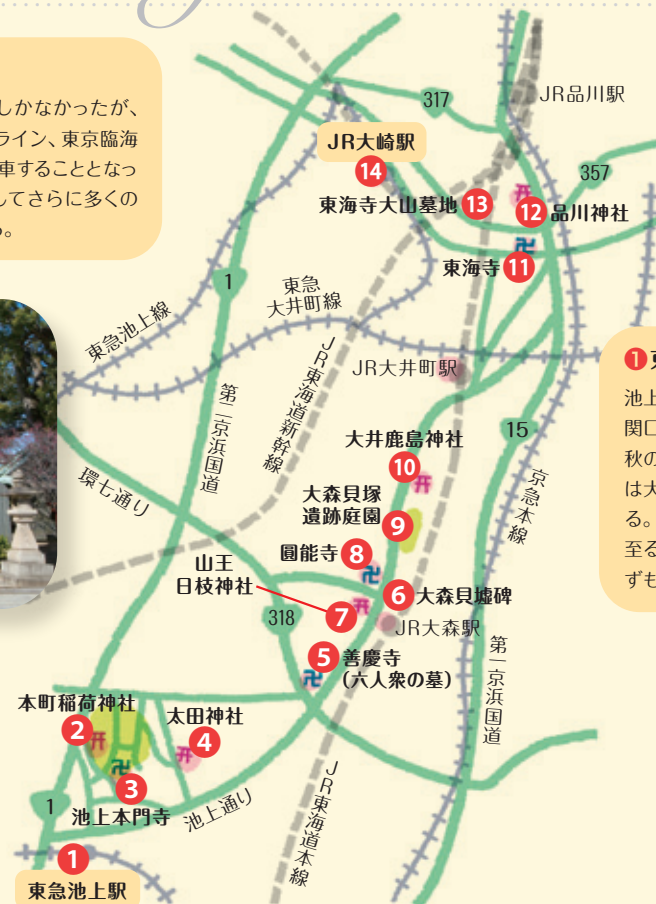 しかなかったが、
ライン、東京臨海
車することとなっ
してさらに多くの
JR品川駅
317
JR大崎駅
14
357
東海寺大山墓地 13
12 品川神社
東海寺 11
1
東急
大井町線
東急池上線
JR東海道新幹線
JR大井町駅
第二京浜国道
15
京急本線
大井鹿島神社
10
環七通り
大森貝塚
遺跡庭園
9
圓能寺 8
山王
日枝神社
7
6 大森貝墟碑
JR大森駅
318
第一京浜国道
5 善慶寺
(六人衆の墓)
本町稲荷神社
2
太田神社
4
3
池上本門寺
池上通り
JR東海道本線
1
1
東急池上駅
1
池上
関口
秋の
は大
る。
至る
ずも